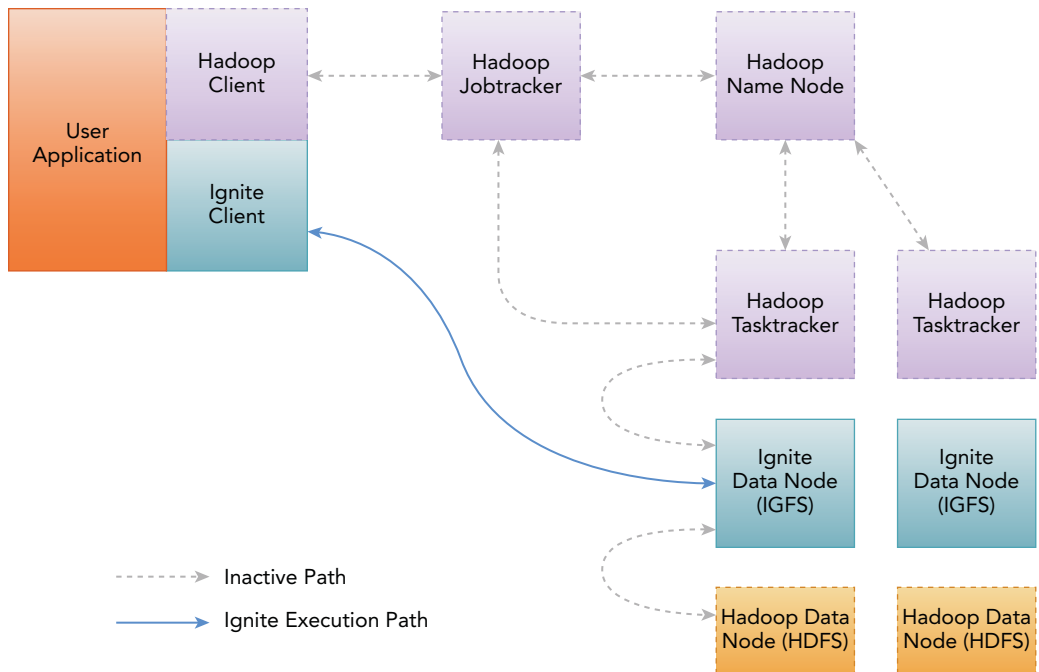 User
Application
Hadoop
Client
Ignite
Client
Hadoop
Jobtracker
Hadoop
Name Node
Hadoop
Tasktracker
Hadoop
Tasktracker
Ignite
Data Node
(IGFS)
Ignite
Data Node
(IGFS)
Hadoop Data
Node (HDFS)
Hadoop Data
Node (HDFS)
Inactive Path
Ignite Execution Path